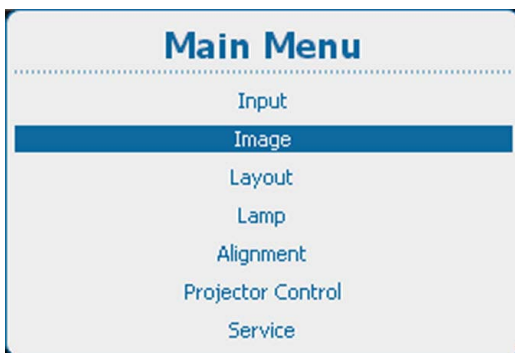 Main Menu
Input
Image
Layout
Lamp
Alignment
Projector Control
Service